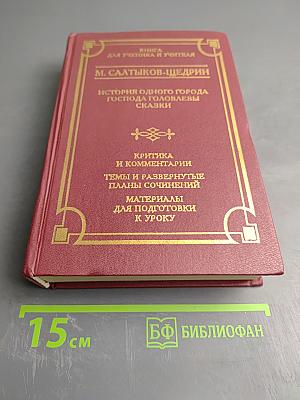 КНИГА
ДЛЯ УЧЕНИКА И УЧИТЕЛЯ
М. САЛТЫКОВ-ЩЕДРИН
ИСТОРИЯ ОДНОГО ГОРОДА
ГОСПОДА ГОЛОВЛЕВЫ
СКАЗКИ
КРИТИКА
И КОММЕНТАРИИ
ТЕМЫ И РАЗВЕРНУТЫЕ
ПЛАНЫ СОЧИНЕНИЙ
МАТЕРИАЛЫ
ДЛЯ ПОДГОТОВКИ
К УРОКУ
15 см
БФ БИБЛИОФАН